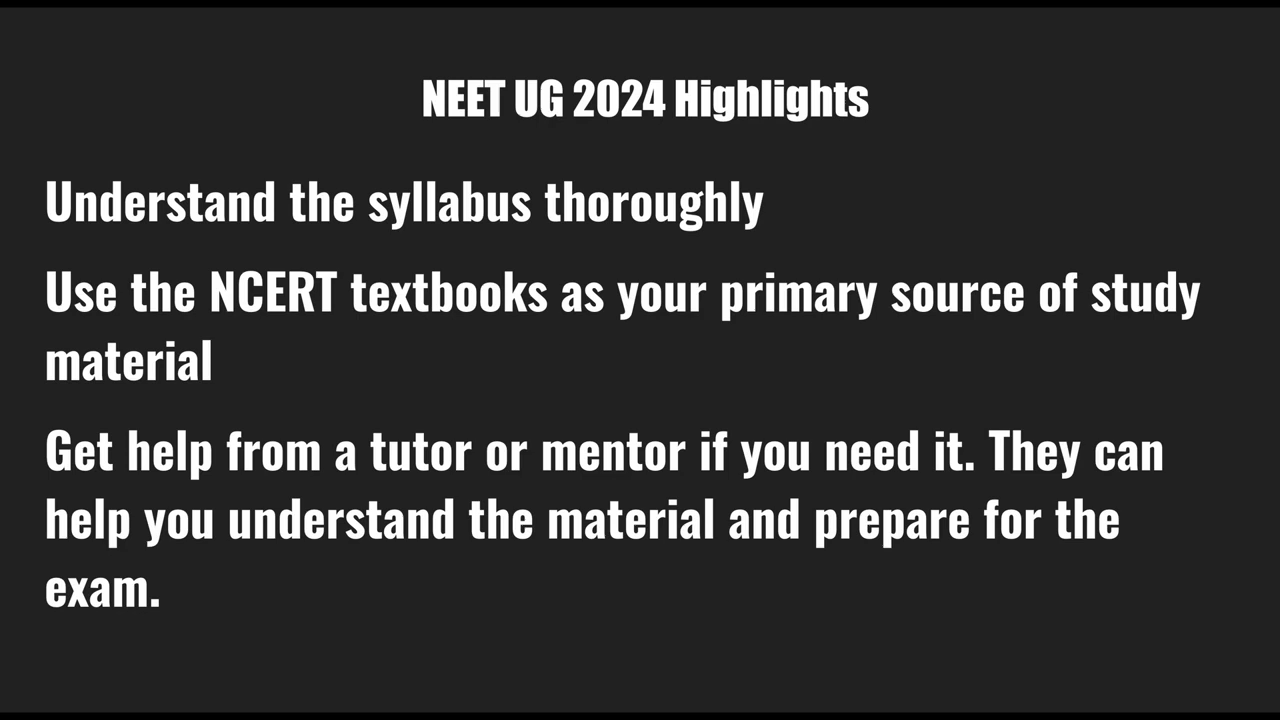 NEET UG 2024 Highlights
Understand the syllabus thoroughly
Use the NCERT textbooks as your primary source of study
material
Get help from a tutor or mentor if you need it. They can
help you understand the material and prepare for the
exam.